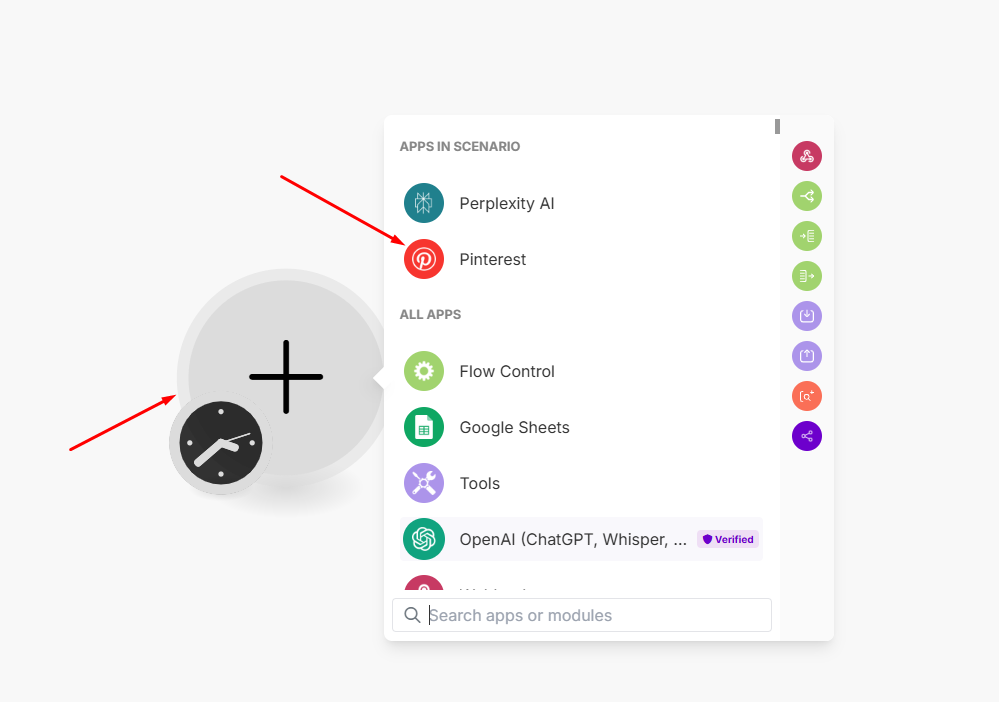 APPS IN SCENARIO
Perplexity AI
Pinterest
ALL APPS
Flow Control
Google Sheets
Tools
OpenAI (ChatGPT, Whisper, ... Verified
Search apps or modules